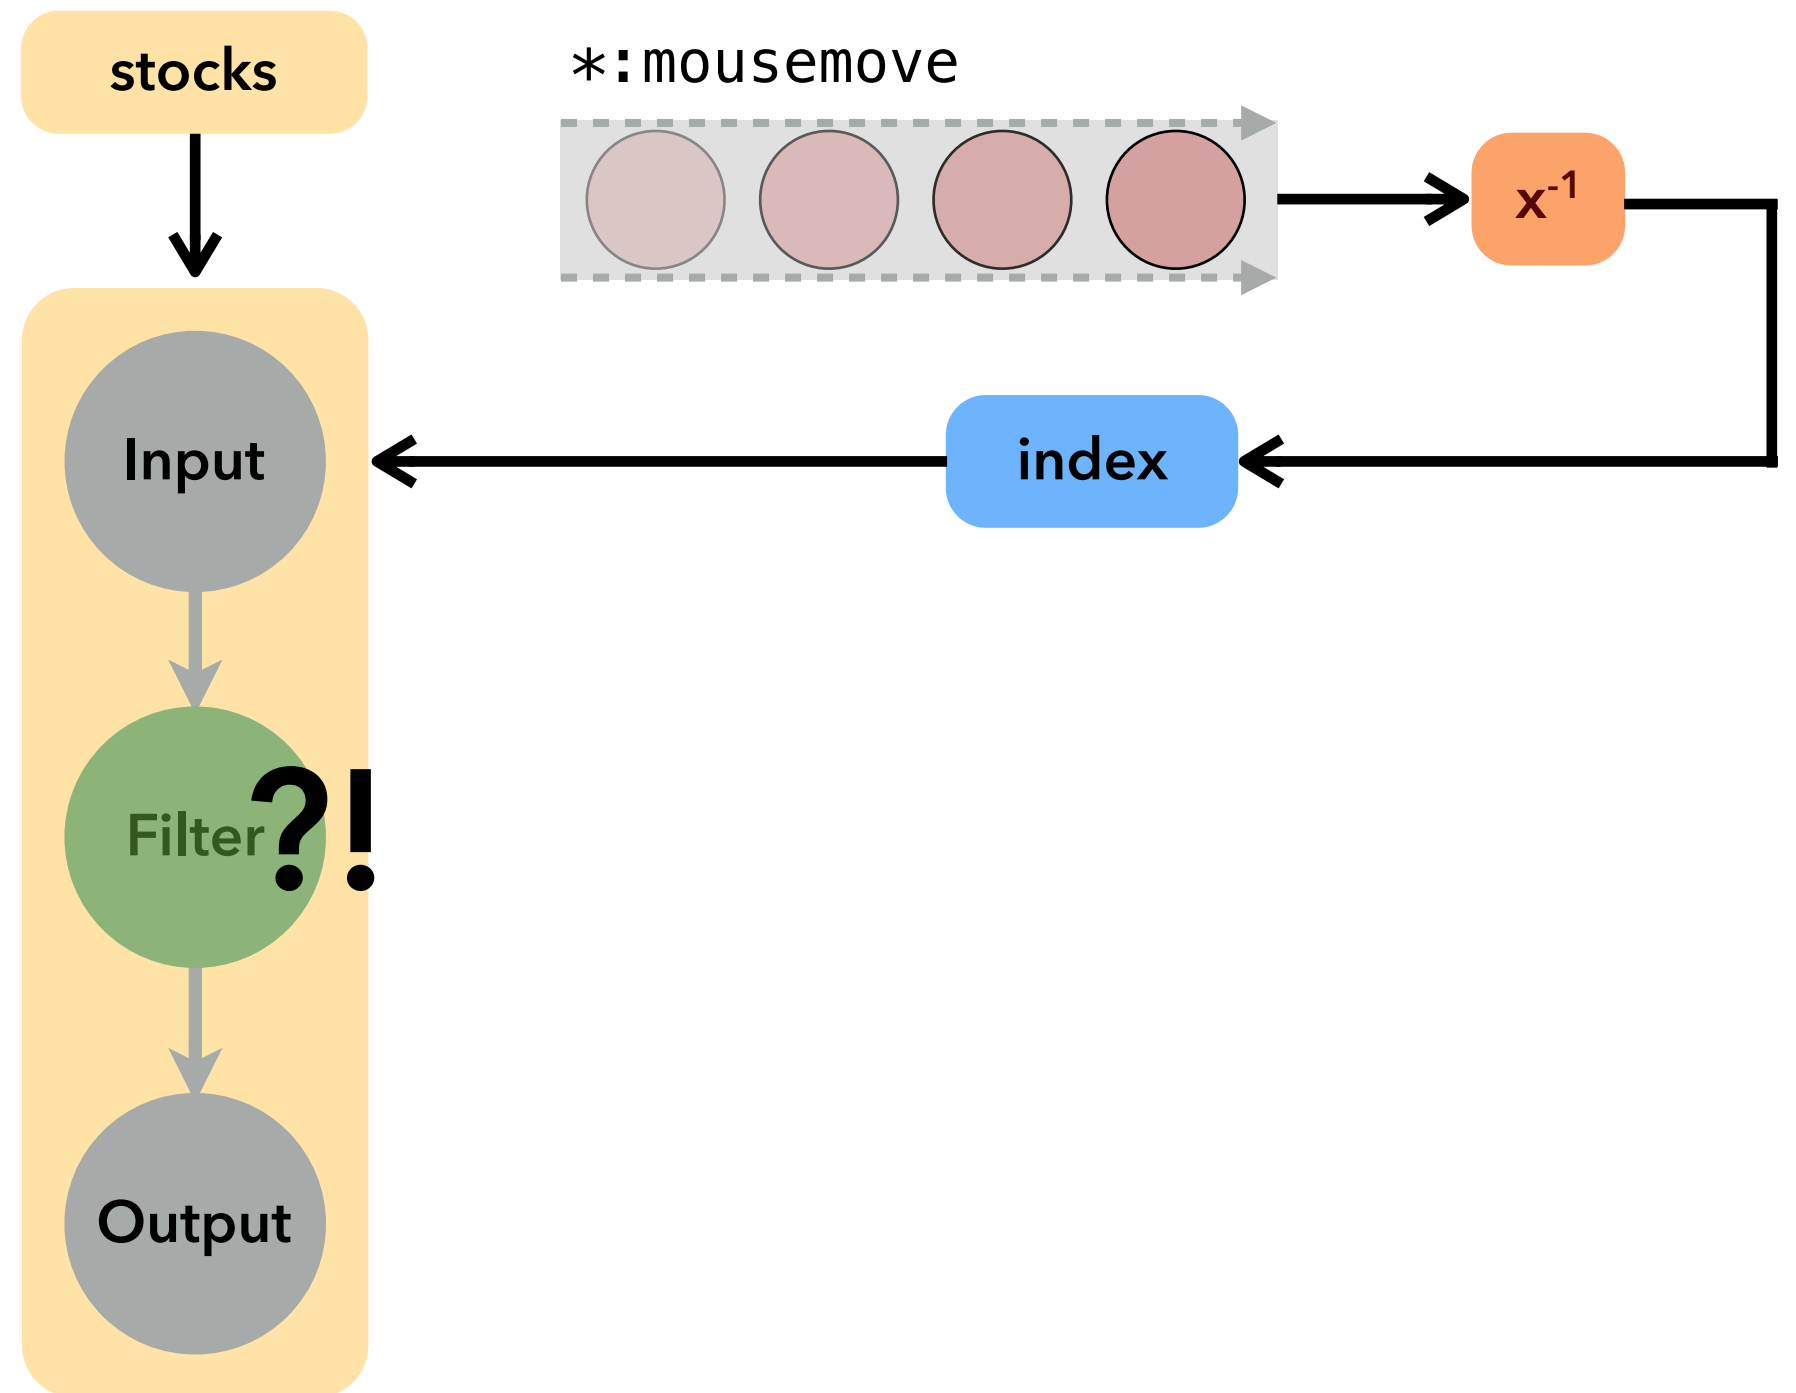 stocks
*:mousemove
x⁻¹
Input
index
Filter
?!
Output